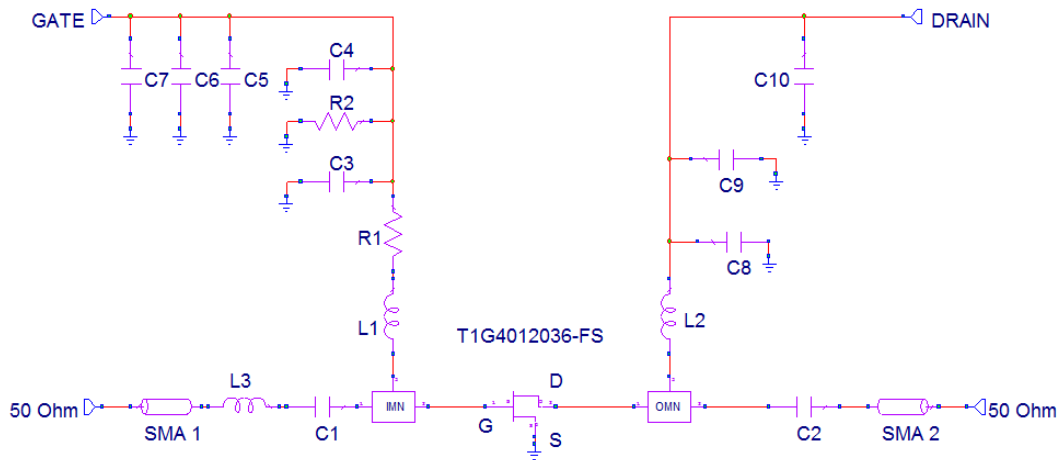 GATE
DRAIN
C7
C6
C5
C4
R2
C3
R1
L1
C10
C9
C8
L2
T1G4012036-FS
50 Ohm
SMA 1
L3
C1
IMN
G
D
S
OMN
C2
SMA 2
50 Ohm